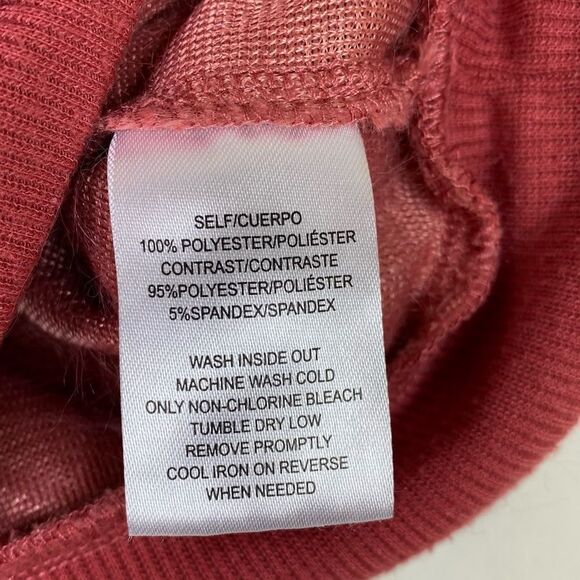 SELF/CUERPO
100% POLYESTER/POLIÉSTER
CONTRAST/CONTRASTE
95%POLYESTER/POLIÉSTER
5%SPANDEX/SPANDEX
WASH INSIDE OUT
MACHINE WASH COLD
ONLY NON-CHLORINE BLEACH
TUMBLE DRY LOW
REMOVE PROMPTLY
COOL IRON ON REVERSE
WHEN NEEDED